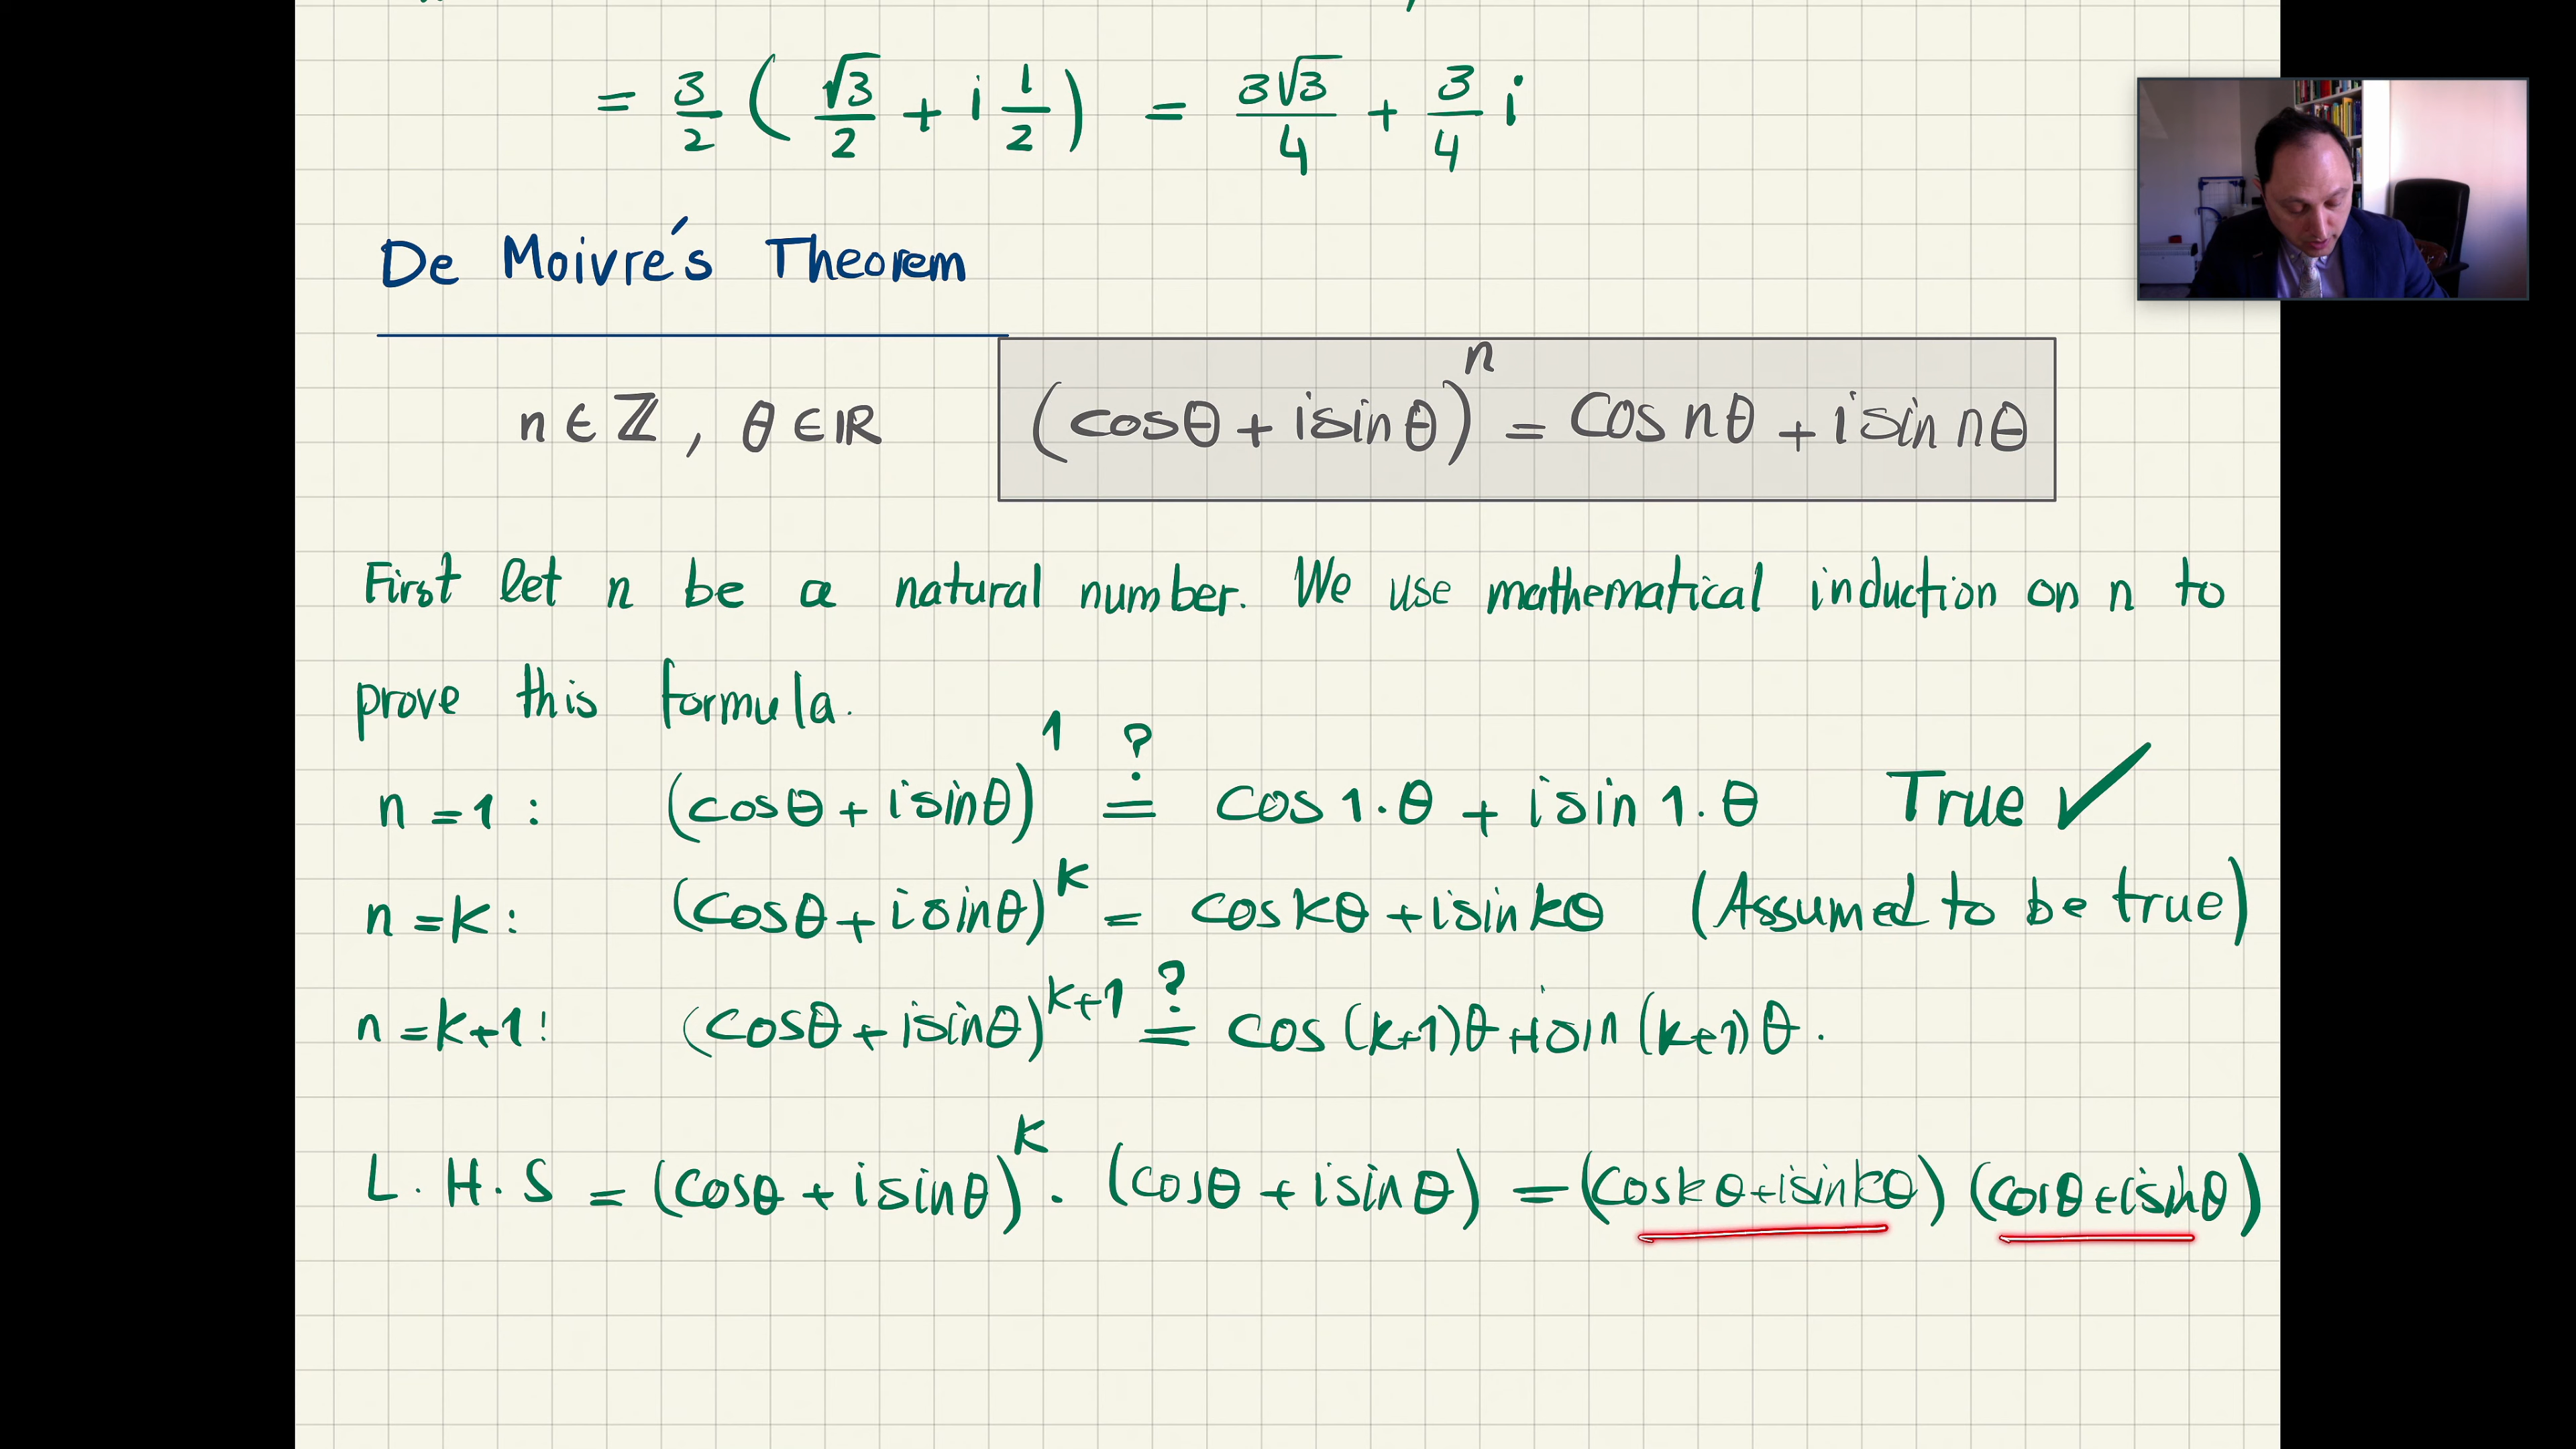 = 3/2 ( √3/2 + i 1/2 ) = 3√3/4 + 3/4 i
De Moivre's Theorem
n ∈ ℤ , θ ∈ ℝ (cosθ + isinθ)^n = Cos nθ + isin nθ
First let n be a natural number. We use mathematical induction on n to
prove this formula.
n = 1 : (cosθ + isinθ)^1 ≟ cos 1·θ + isin 1·θ True ✓
n = k : (cosθ + isinθ)^k = cos kθ + isin kθ (Assumed to be true)
n = k+1 : (cosθ + isinθ)^k+1 ≟ cos (k+1)θ + isin (k+1)θ .
L.H.S = (cosθ + isinθ)^k · (cosθ + isinθ) = (cos kθ + isin kθ) (cosθ + isinθ)